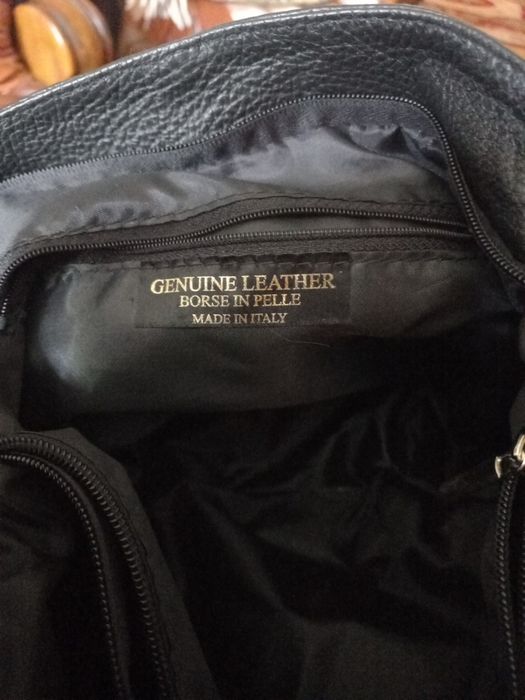 GENUINE LEATHER
BORSE IN PELLE
MADE IN ITALY